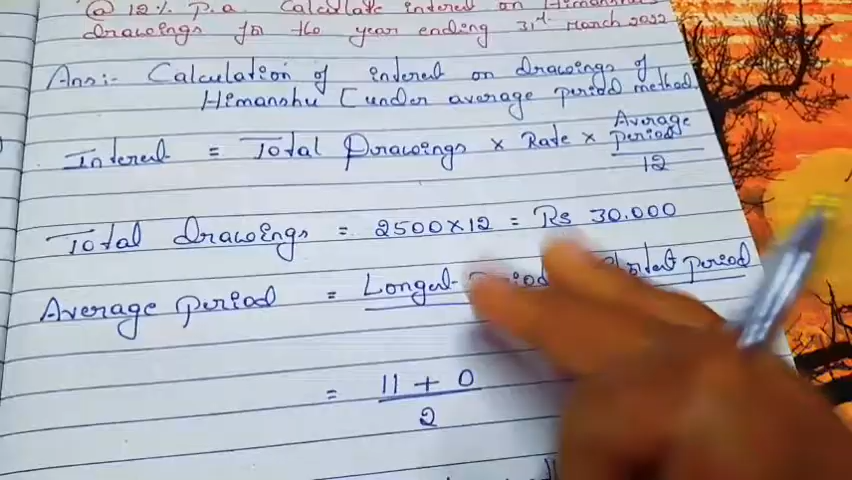 @ 12% p.a Calculate interest on Himanshu
drawings for the year ending 31st March 2022
Ans:- Calculation of interest on drawings of
Himanshu (under average period method
Interest = Total Drawings × Rate × Average period / 12
Total drawings = 2500×12 = Rs 30.000
Average period = Longest period
= 11 + 0 / 2